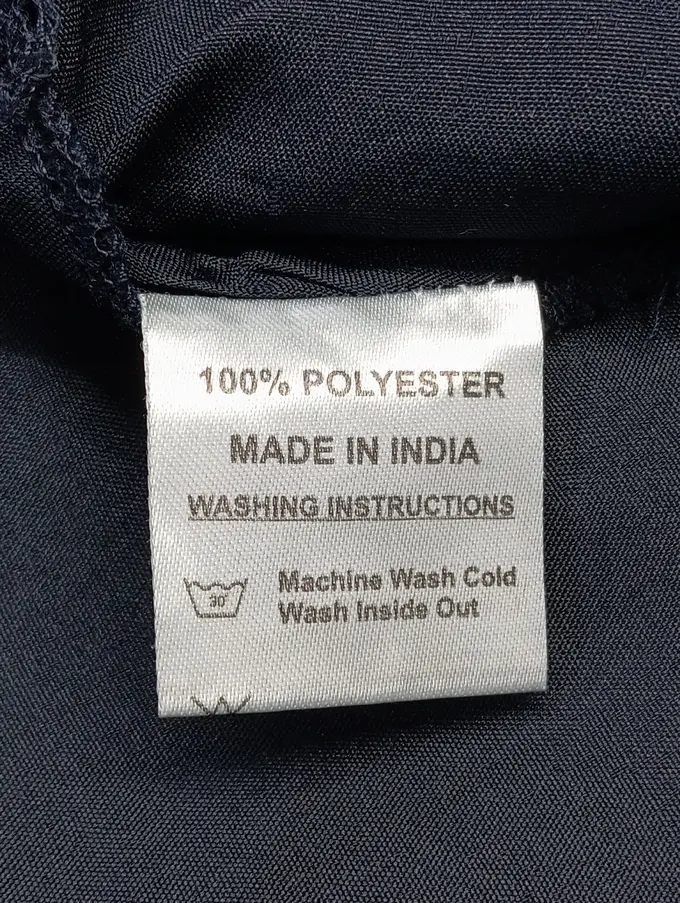 100% POLYESTER
MADE IN INDIA
WASHING INSTRUCTIONS
30° Machine Wash Cold
Wash Inside Out